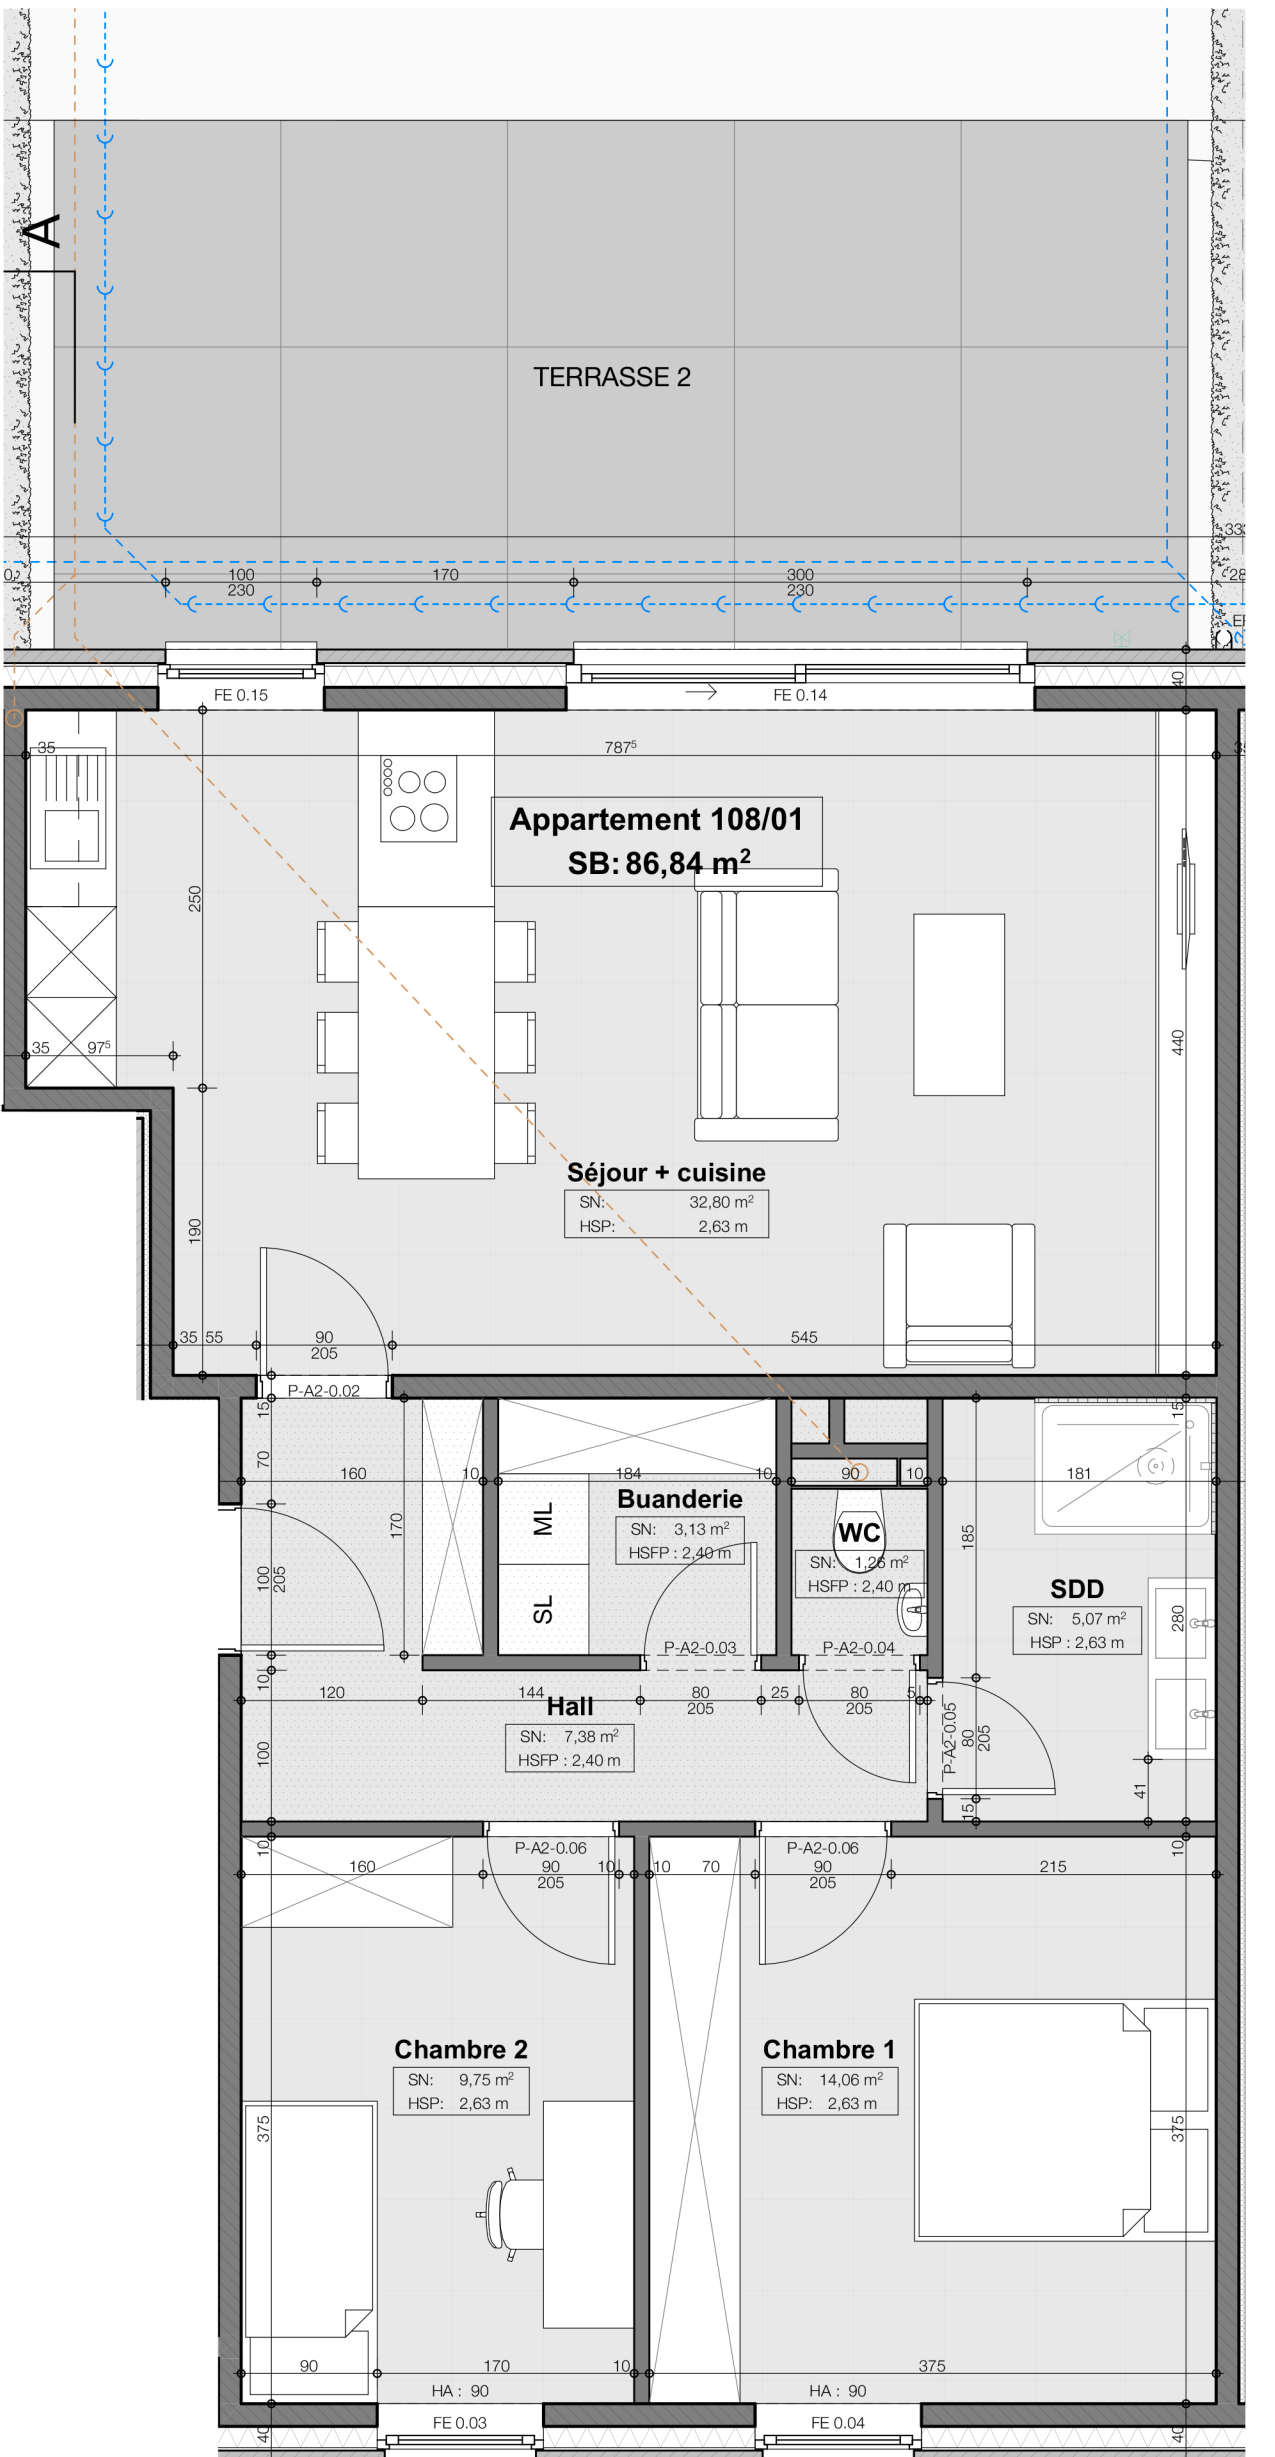 A
TERRASSE 2
33
0
100
230
170
300
230
28
FE 0.15
FE 0.14
40
35
787⁵
Appartement 108/01
SB: 86,84 m²
250
440
35
97⁵
Séjour + cuisine
SN: 32,80 m²
HSP: 2,63 m
190
35
55
90
205
545
P-A2-0.02
15
15
70
160
10
184
10
90
10
181
170
185
Buanderie
SN: 3,13 m²
HSFP : 2,40 m
ML
SL
WC
SN: 1,26 m²
HSFP : 2,40 m
SDD
SN: 5,07 m²
HSP : 2,63 m
280
100
205
P-A2-0.03
P-A2-0.04
10
120
144
80
205
25
80
205
5
Hall
SN: 7,38 m²
HSFP : 2,40 m
100
P-A2-0.05
80
205
41
15
10
P-A2-0.06
P-A2-0.06
10
160
90
205
10
10
70
90
205
215
Chambre 2
SN: 9,75 m²
HSP: 2,63 m
Chambre 1
SN: 14,06 m²
HSP: 2,63 m
375
375
90
170
10
375
HA : 90
HA : 90
FE 0.03
FE 0.04
40
40